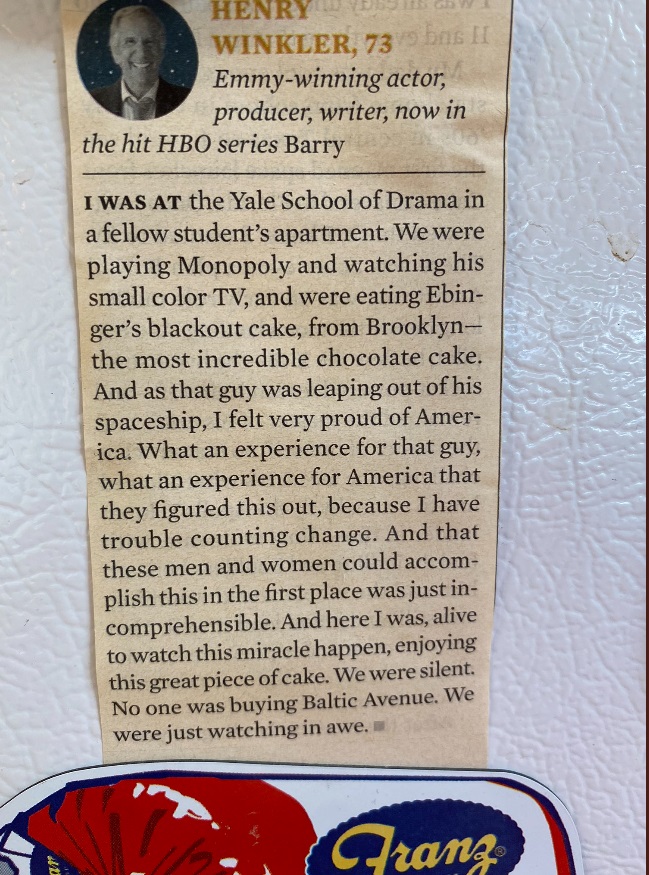 HENRY
WINKLER, 73
Emmy-winning actor,
producer, writer, now in
the hit HBO series Barry
I WAS AT the Yale School of Drama in
a fellow student's apartment. We were
playing Monopoly and watching his
small color TV, and were eating Ebin-
ger's blackout cake, from Brooklyn—
the most incredible chocolate cake.
And as that guy was leaping out of his
spaceship, I felt very proud of Amer-
ica. What an experience for that guy,
what an experience for America that
they figured this out, because I have
trouble counting change. And that
these men and women could accom-
plish this in the first place was just in-
comprehensible. And here I was, alive
to watch this miracle happen, enjoying
this great piece of cake. We were silent.
No one was buying Baltic Avenue. We
were just watching in awe.
Franz®